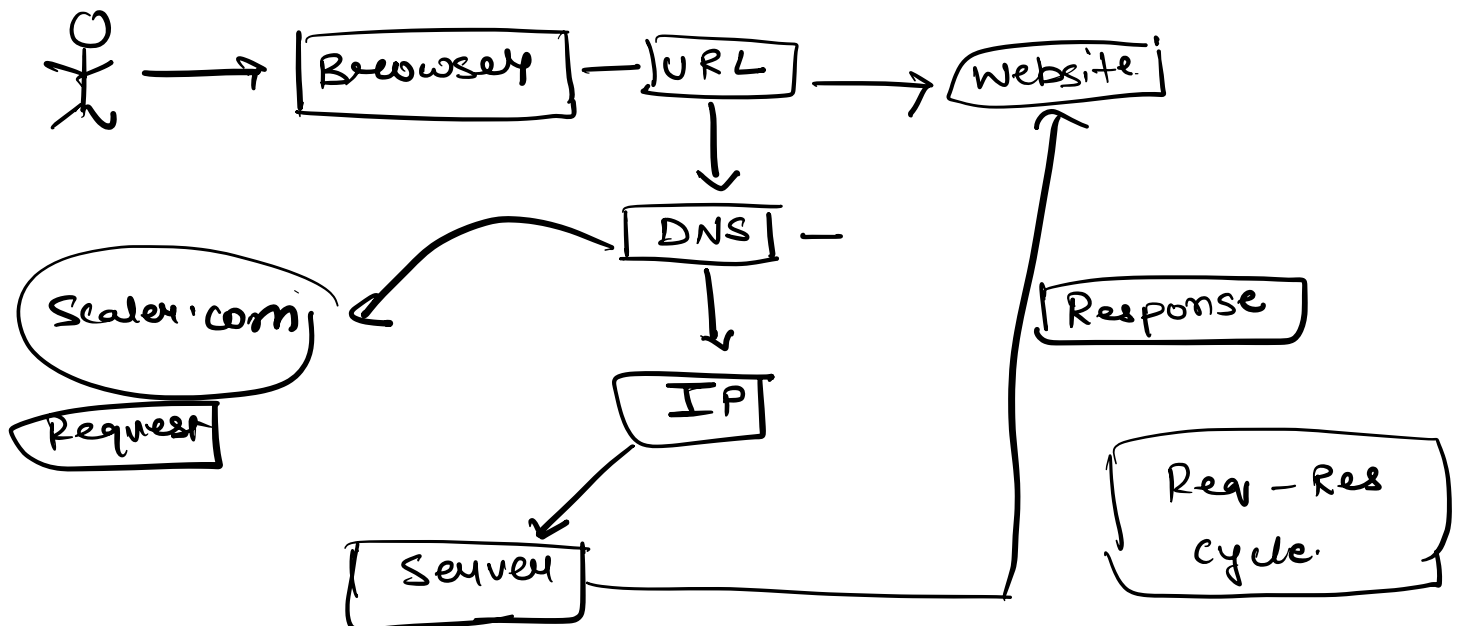 Browser
URL
Website
DNS
Scaler.com
Response
IP
Request
Req - Res
cycle.
Server